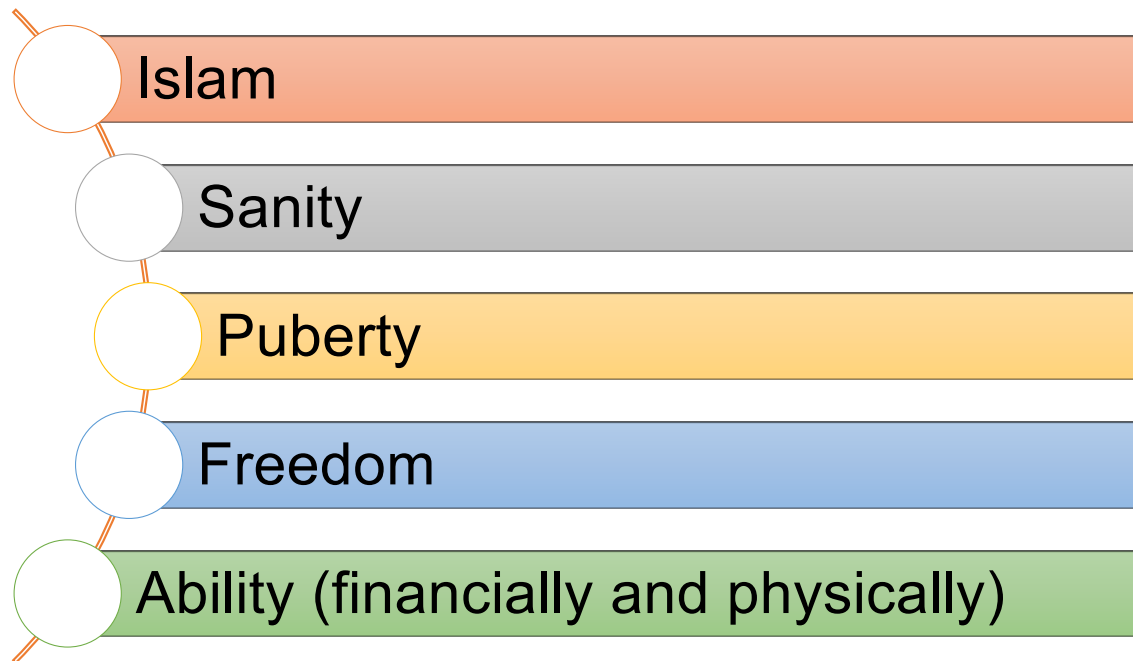 Islam
Sanity
Puberty
Freedom
Ability (financially and physically)